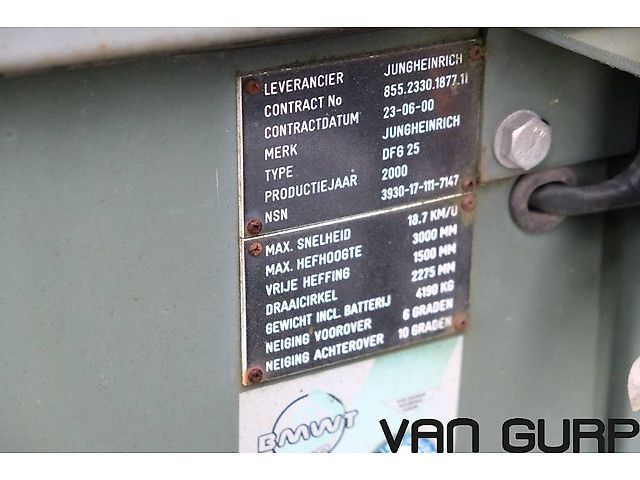 LEVERANCIER JUNGHEINRICH
CONTRACT No 855.2330.1877.11
CONTRACTDATUM 23-06-00
MERK JUNGHEINRICH
TYPE DFG 25
PRODUCTIEJAAR 2000
NSN 3930-17-111-7147
MAX. SNELHEID 18.7 KM/U
MAX. HEFHOOGTE 3000 MM
VRIJE HEFFING 1500 MM
DRAAICIRKEL 2275 MM
GEWICHT INCL. BATTERIJ 4190 KG
NEIGING VOOROVER 6 GRADEN
NEIGING ACHTEROVER 10 GRADEN
BMWT
VAN GURP